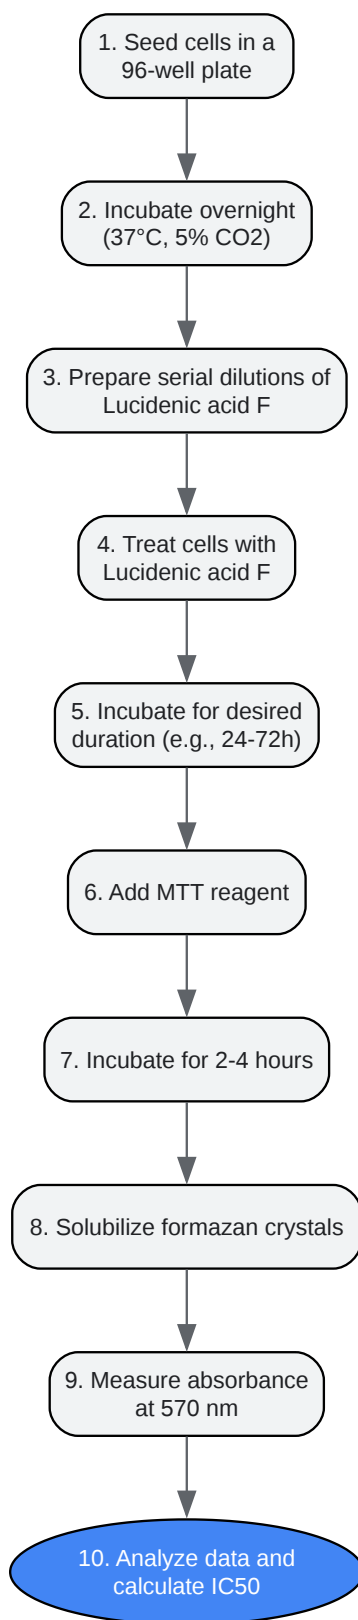 1. Seed cells in a
96-well plate
2. Incubate overnight
(37°C, 5% CO2)
3. Prepare serial dilutions of
Lucidenic acid F
4. Treat cells with
Lucidenic acid F
5. Incubate for desired
duration (e.g., 24-72h)
6. Add MTT reagent
7. Incubate for 2-4 hours
8. Solubilize formazan crystals
9. Measure absorbance
at 570 nm
10. Analyze data and
calculate IC50